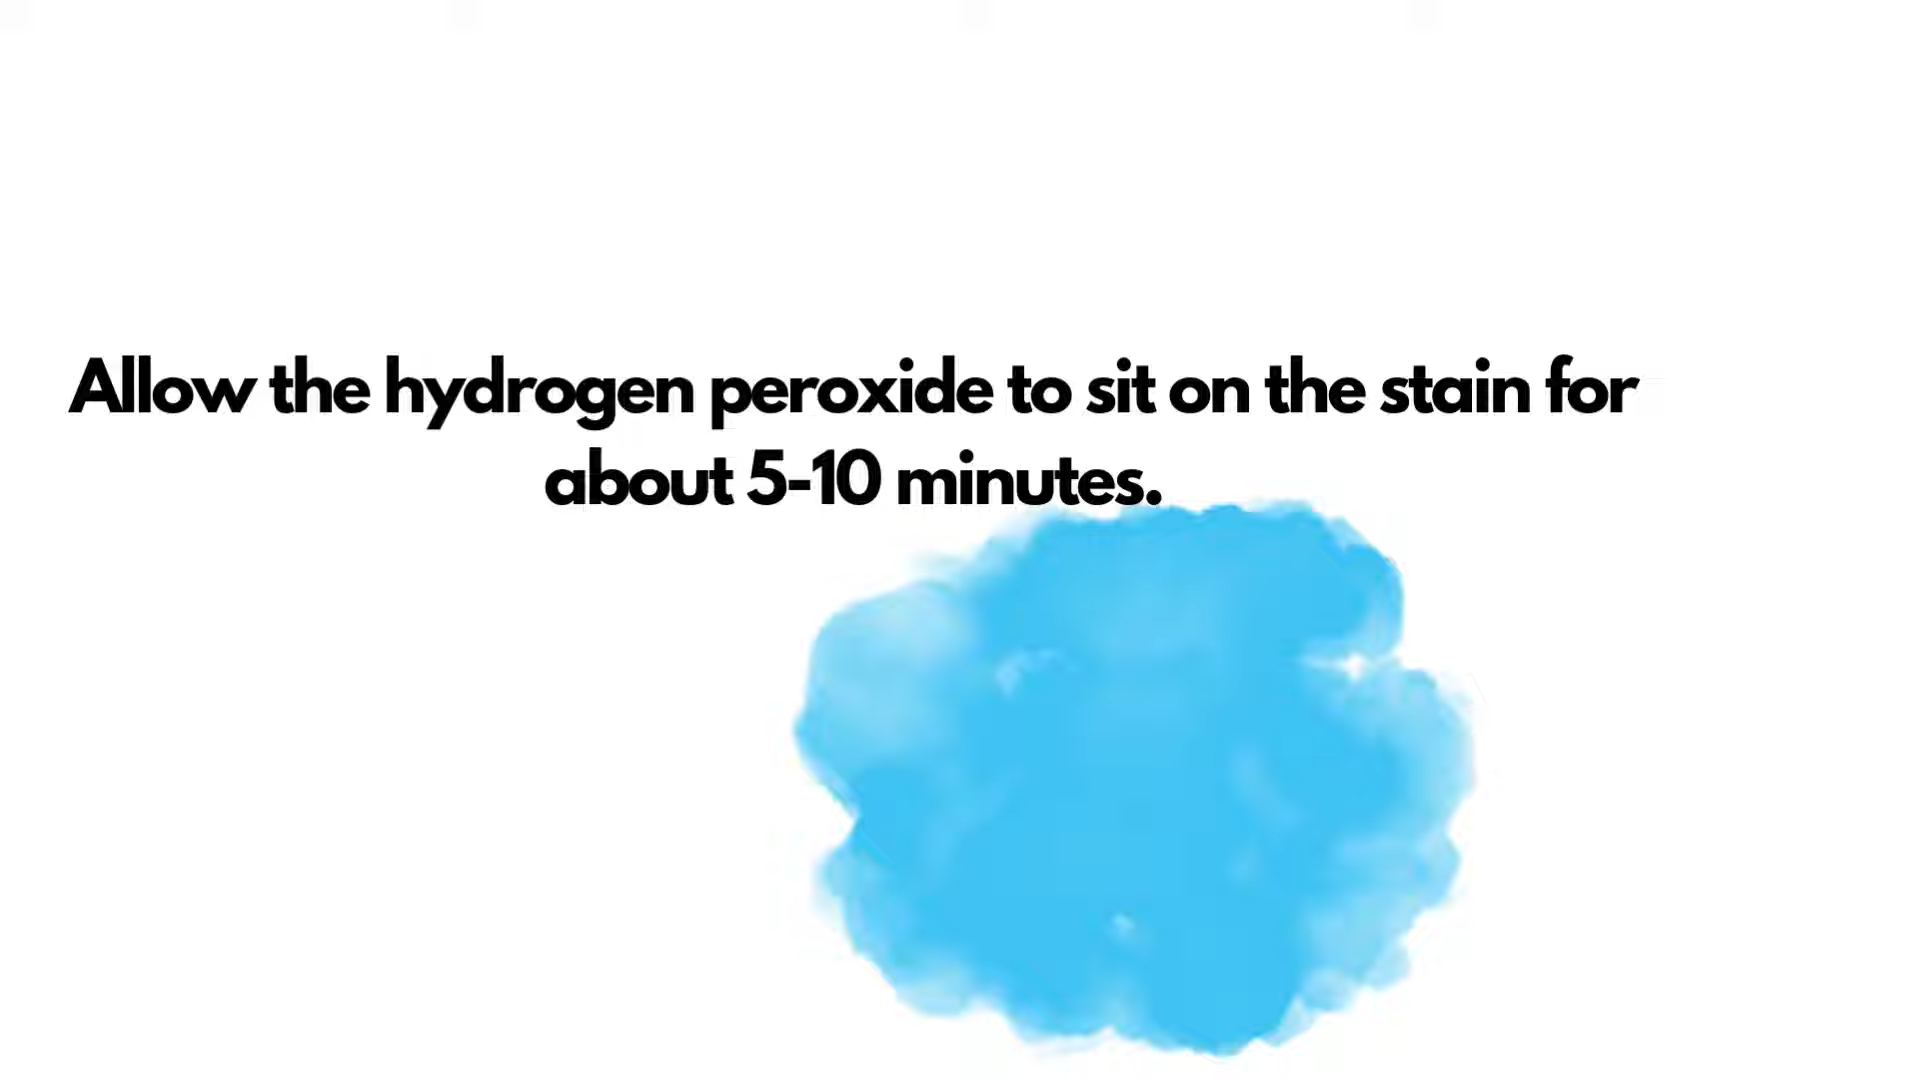 Allow the hydrogen peroxide to sit on the stain for
about 5-10 minutes.